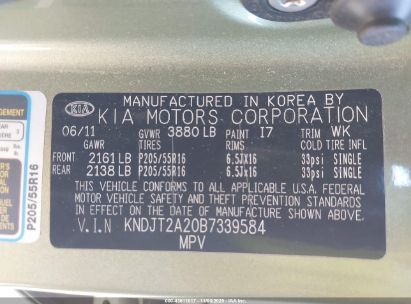 MANUFACTURED IN KOREA BY
KIA KIA MOTORS CORPORATION
06/11 GVWR 3880 LB PAINT I7 TRIM WK
GAWR TIRES RIMS COLD TIRE INFL
FRONT 2161 LB P205/55R16 6.5JX16 33psi SINGLE
REAR 2138 LB P205/55R16 6.5Jx16 33psi SINGLE
THIS VEHICLE CONFORMS TO ALL APPLICABLE U.S.A. FEDERAL
MOTOR VEHICLE SAFETY AND THEFT PREVENTION STANDARDS
IN EFFECT ON THE DATE OF MANUFACTURE SHOWN ABOVE.
V.I.N KNDJT2A20B7339584
MPV
P205/55R16